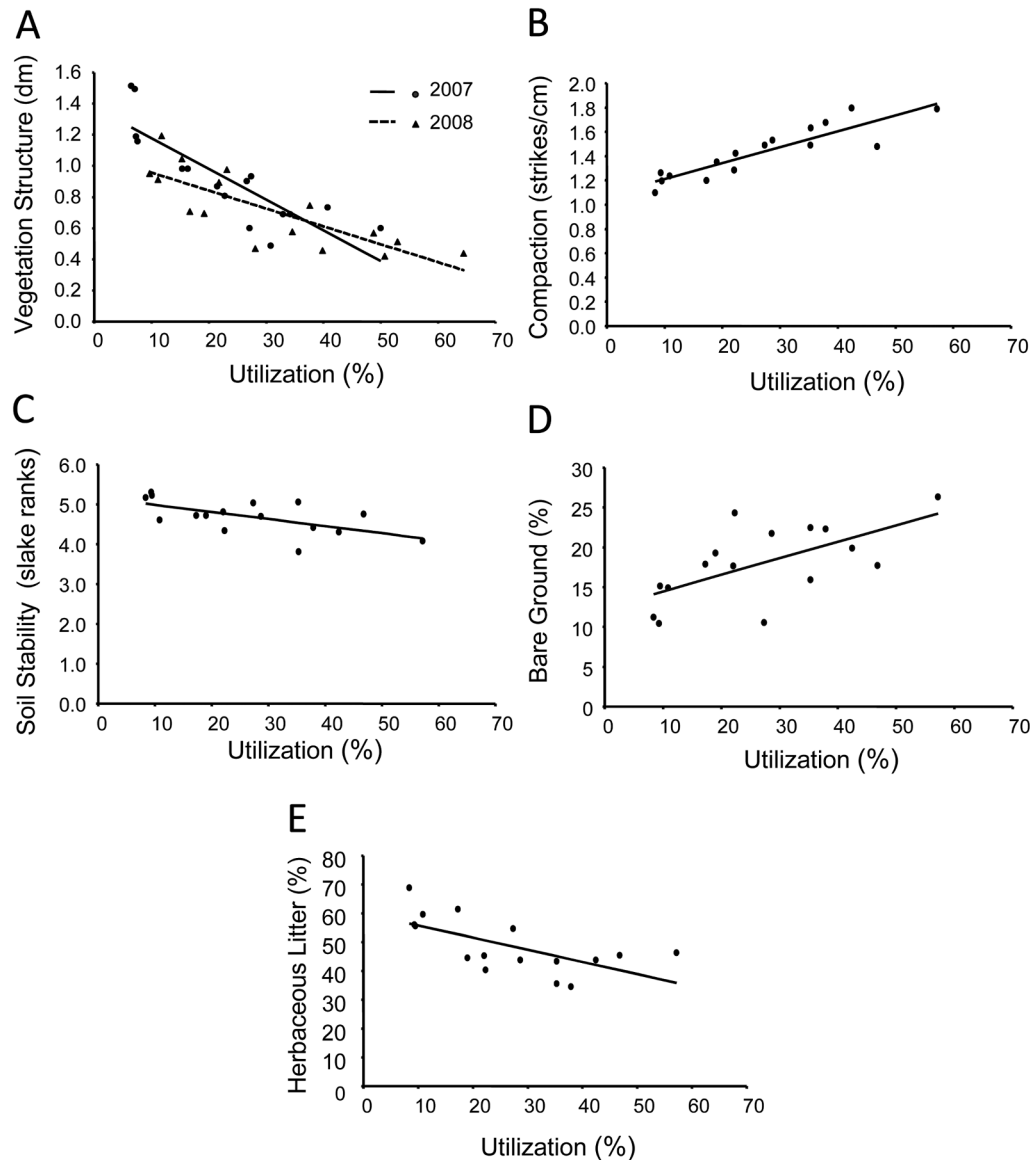 A
Vegetation Structure (dm)
1.6
1.4
1.2
1.0
0.8
0.6
0.4
0.2
0.0
2007
2008
0 10 20 30 40 50 60 70
Utilization (%)
B
Compaction (strikes/cm)
2.0
1.8
1.6
1.4
1.2
1.0
0.8
0.6
0.4
0.2
0.0
0 10 20 30 40 50 60 70
Utilization (%)
C
Soil Stability (slake ranks)
6.0
5.0
4.0
3.0
2.0
1.0
0.0
0 10 20 30 40 50 60 70
Utilization (%)
D
Bare Ground (%)
30
25
20
15
10
5
0
0 10 20 30 40 50 60 70
Utilization (%)
E
Herbaceous Litter (%)
80
70
60
50
40
30
20
10
0
0 10 20 30 40 50 60 70
Utilization (%)